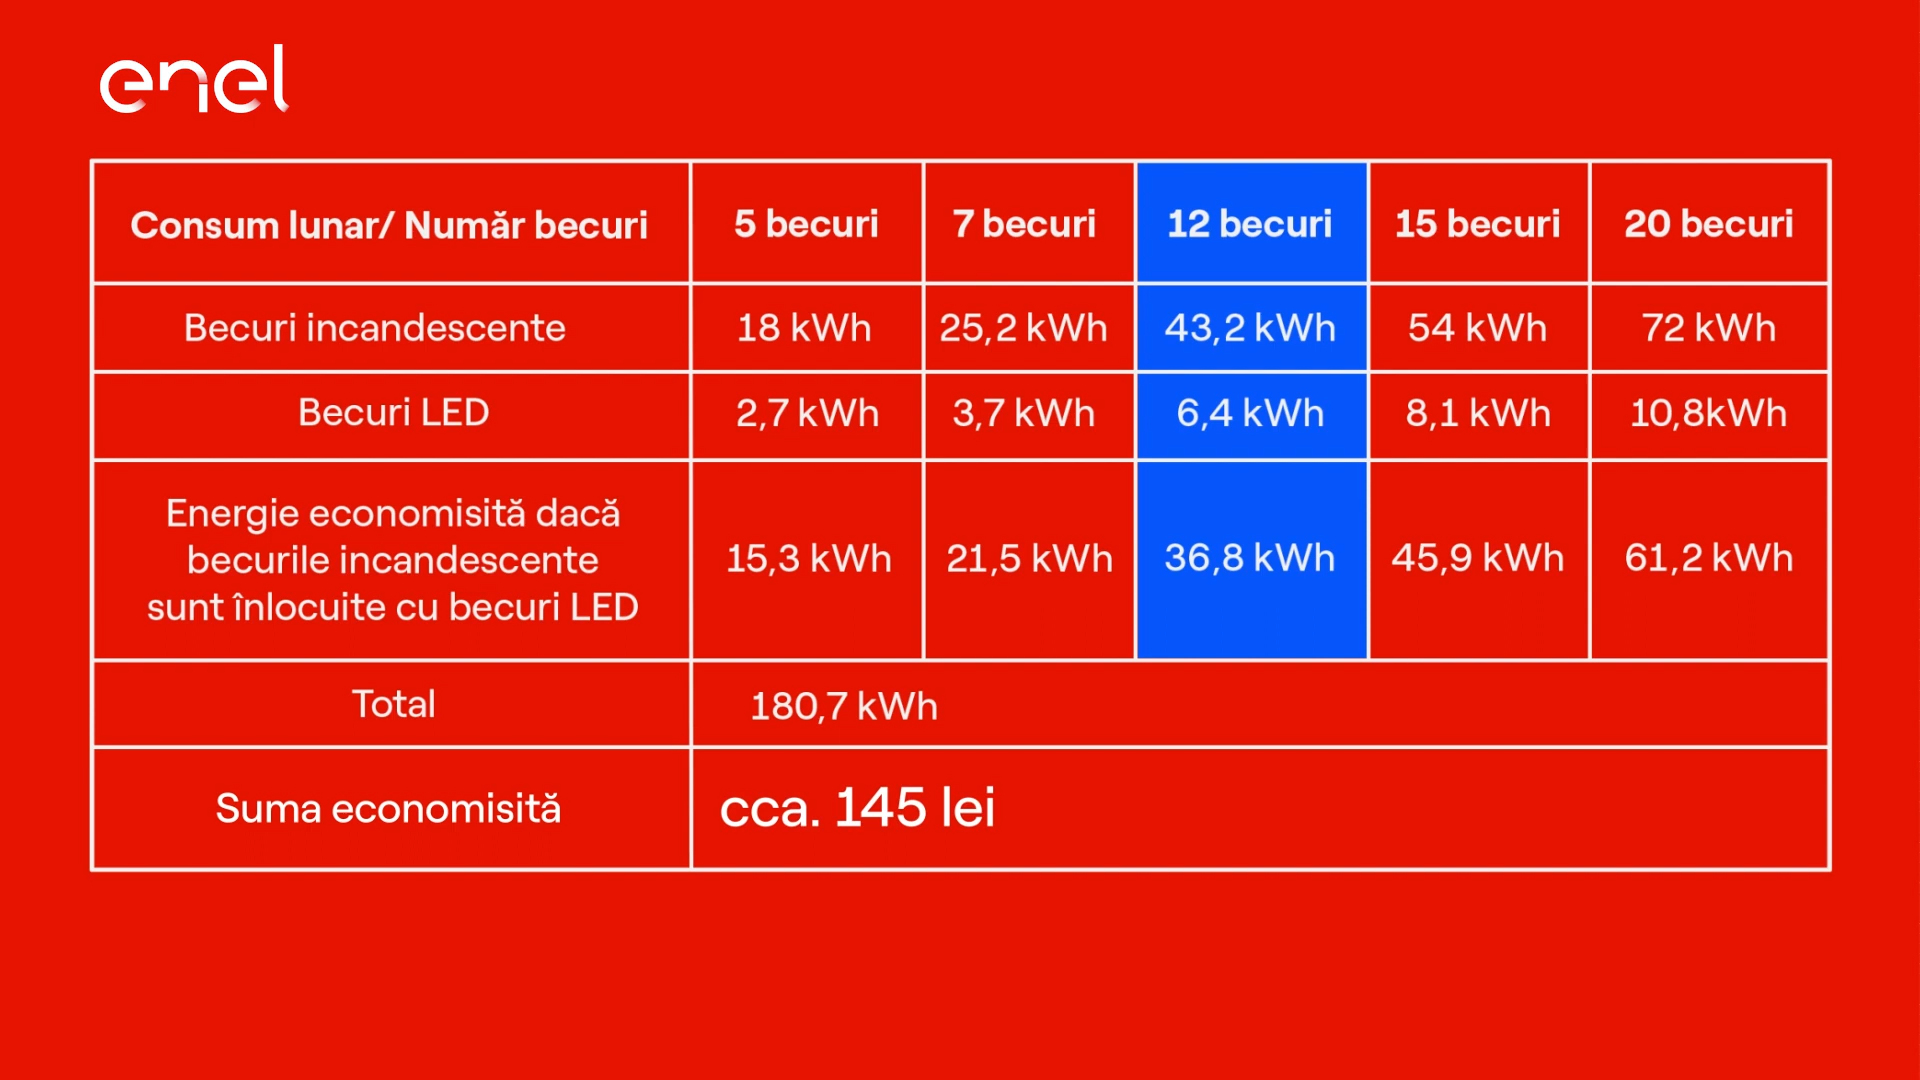 enel
Consum lunar/ Număr becuri 5 becuri 7 becuri 12 becuri 15 becuri 20 becuri
Becuri incandescente 18 kWh 25,2 kWh 43,2 kWh 54 kWh 72 kWh
Becuri LED 2,7 kWh 3,7 kWh 6,4 kWh 8,1 kWh 10,8kWh
Energie economisită dacă
becurile incandescente
sunt înlocuite cu becuri LED
15,3 kWh 21,5 kWh 36,8 kWh 45,9 kWh 61,2 kWh
Total 180,7 kWh
Suma economisită cca. 145 lei